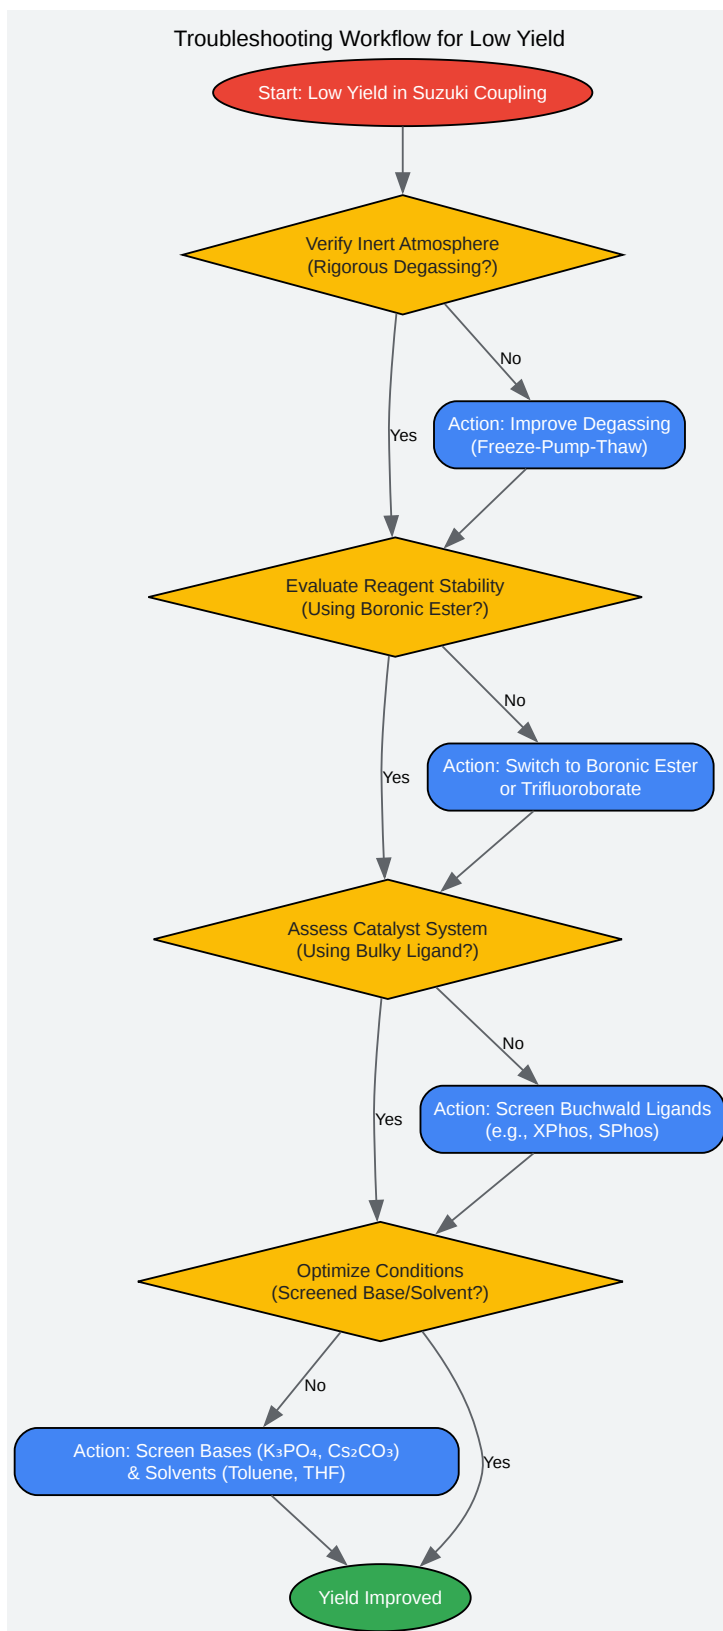 Troubleshooting Workflow for Low Yield
Start: Low Yield in Suzuki Coupling
Verify Inert Atmosphere
(Rigorous Degassing?)
No
Action: Improve Degassing
(Freeze-Pump-Thaw)
Yes
Evaluate Reagent Stability
(Using Boronic Ester?)
No
Action: Switch to Boronic Ester
or Trifluoroborate
Yes
Assess Catalyst System
(Using Bulky Ligand?)
No
Action: Screen Buchwald Ligands
(e.g., XPhos, SPhos)
Yes
Optimize Conditions
(Screened Base/Solvent?)
No
Action: Screen Bases (K₃PO₄, Cs₂CO₃)
& Solvents (Toluene, THF)
Yes
Yield Improved